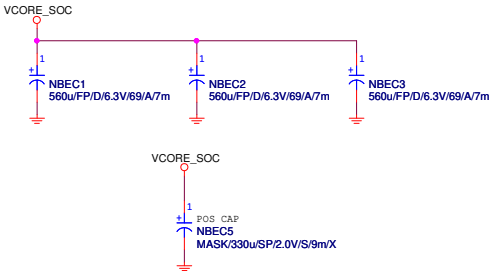 VCORE_SOC
1
1
1
+
NBEC1
560u/FP/D/6.3V/69/A/7m
+
NBEC2
560u/FP/D/6.3V/69/A/7m
+
NBEC3
560u/FP/D/6.3V/69/A/7m
VCORE_SOC
1
+
POS CAP
NBEC5
MASK/330u/SP/2.0V/S/9m/X